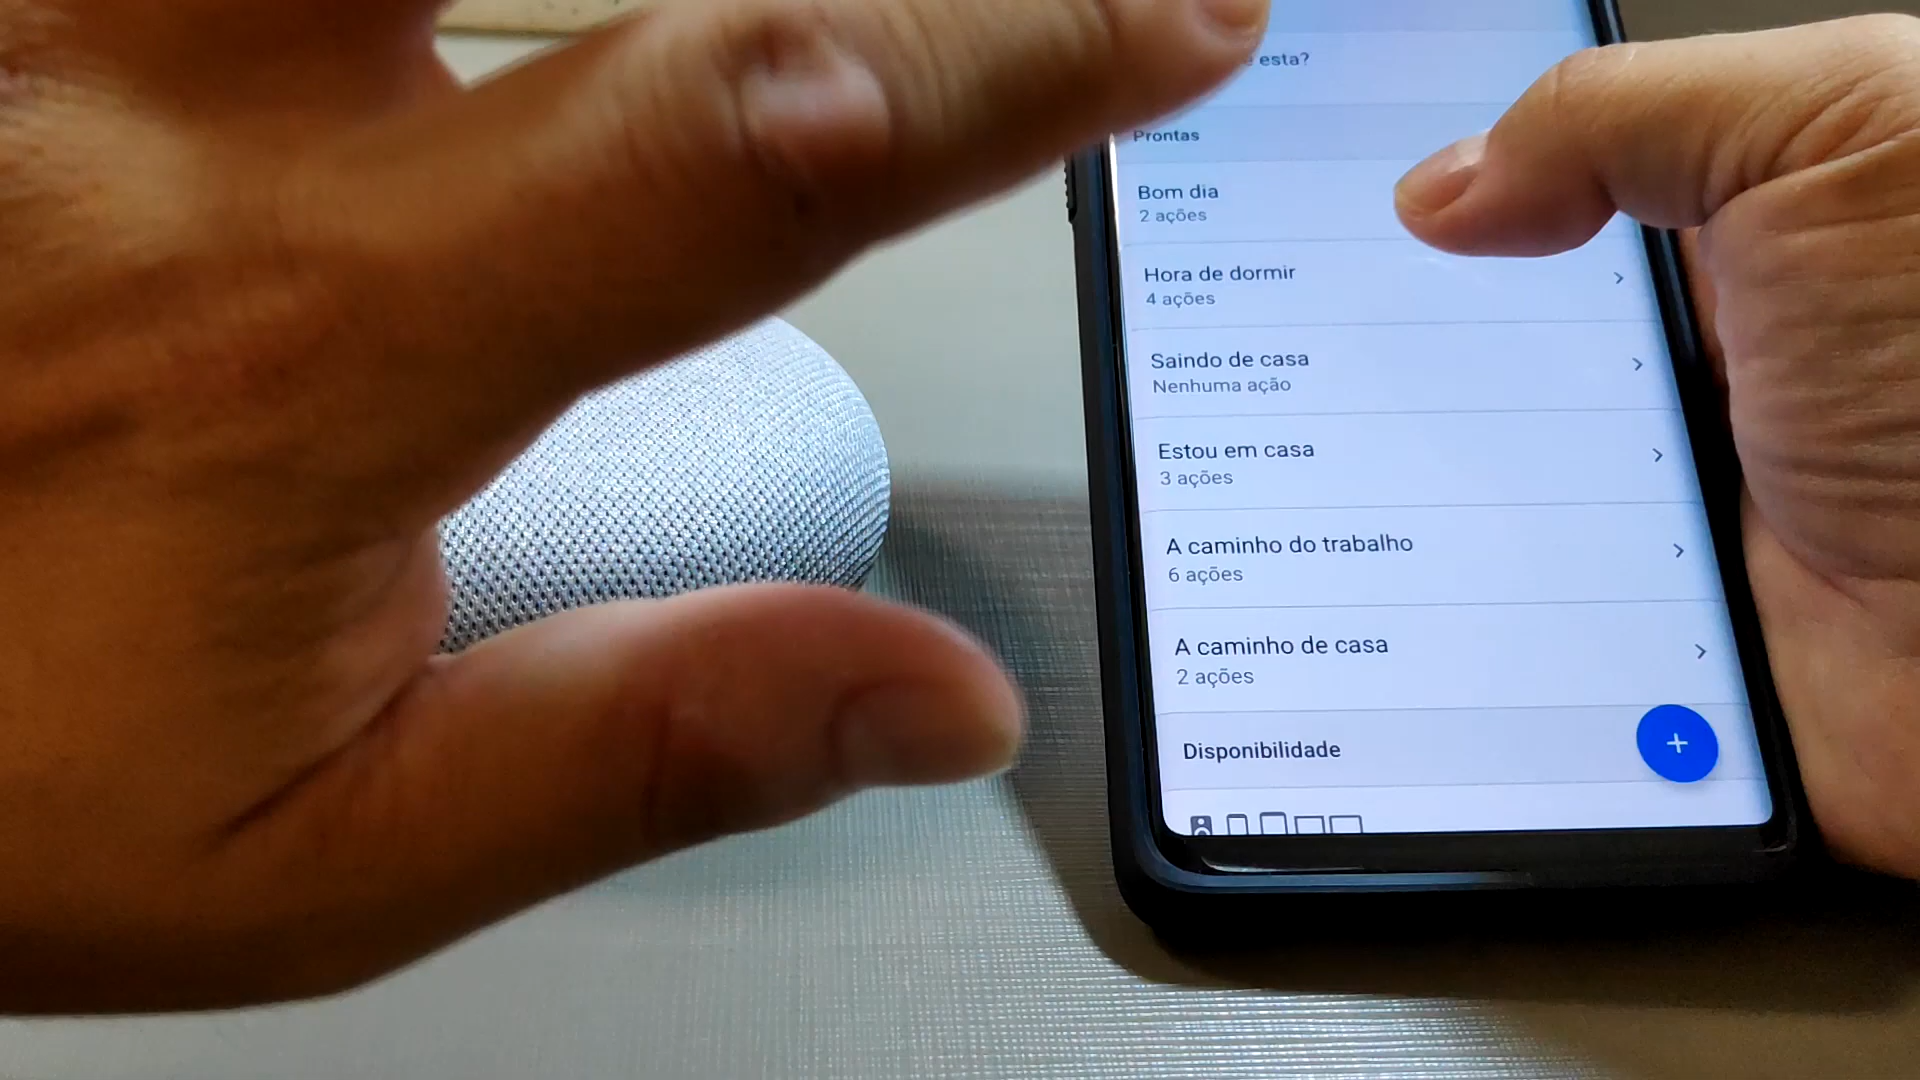 esta?
Prontas
Bom dia
2 ações
Hora de dormir
4 ações
Saindo de casa
Nenhuma ação
Estou em casa
3 ações
A caminho do trabalho
6 ações
A caminho de casa
2 ações
Disponibilidade
+